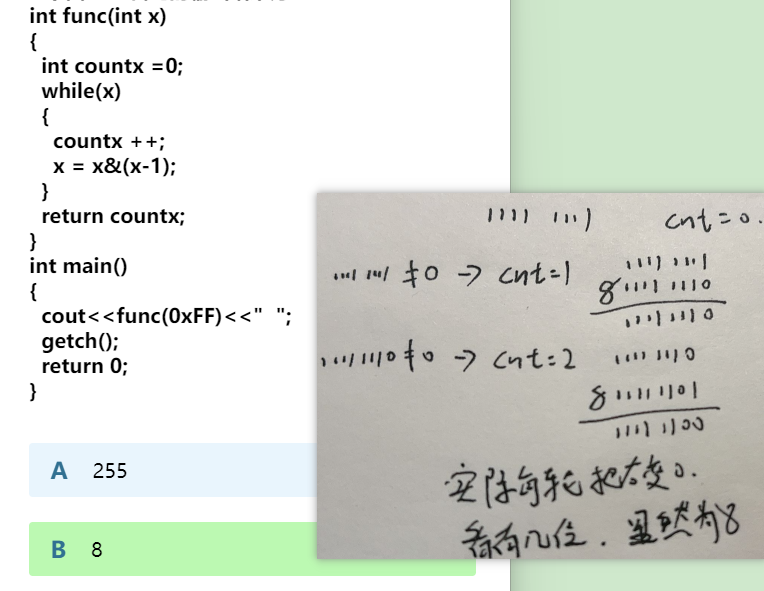 int func(int x)
{
int countx =0;
while(x)
{
countx ++;
x = x&(x-1);
}
return countx;
}
int main()
{
cout<<func(0xFF)<<" ";
getch();
return 0;
}
A 255
B 8
1111 1111 cnt=0.
1111 1111 ≠0 → cnt=1
1111 1111
& 1111 1110
1111 1110
1111 1110 ≠0 → cnt=2
1111 1110
& 1111 1101
1111 1100
实际每轮把右变0.
看有几位. 显然为8